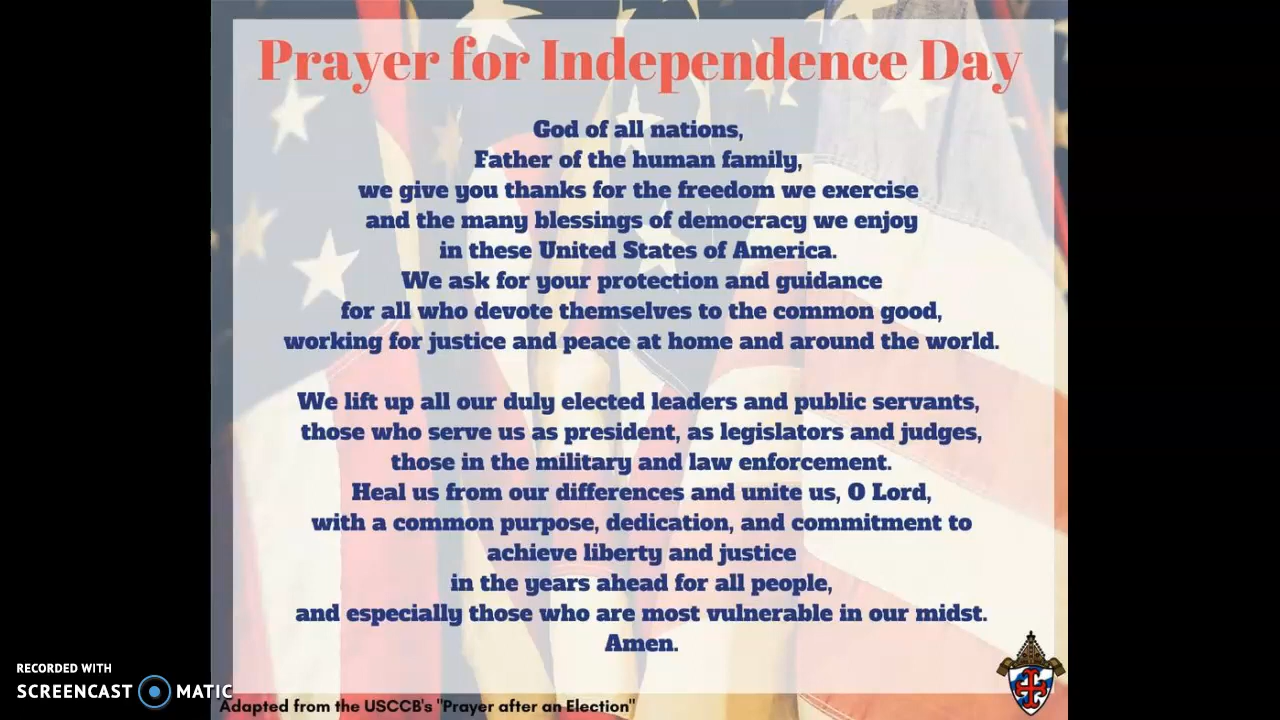 Prayer for Independence Day
God of all nations,
Father of the human family,
we give you thanks for the freedom we exercise
and the many blessings of democracy we enjoy
in these United States of America.
We ask for your protection and guidance
for all who devote themselves to the common good,
working for justice and peace at home and around the world.
We lift up all our duly elected leaders and public servants,
those who serve us as president, as legislators and judges,
those in the military and law enforcement.
Heal us from our differences and unite us, O Lord,
with a common purpose, dedication, and commitment to
achieve liberty and justice
in the years ahead for all people,
and especially those who are most vulnerable in our midst.
Amen.
RECORDED WITH
SCREENCAST MATIC
Adapted from the USCCB's "Prayer after an Election"